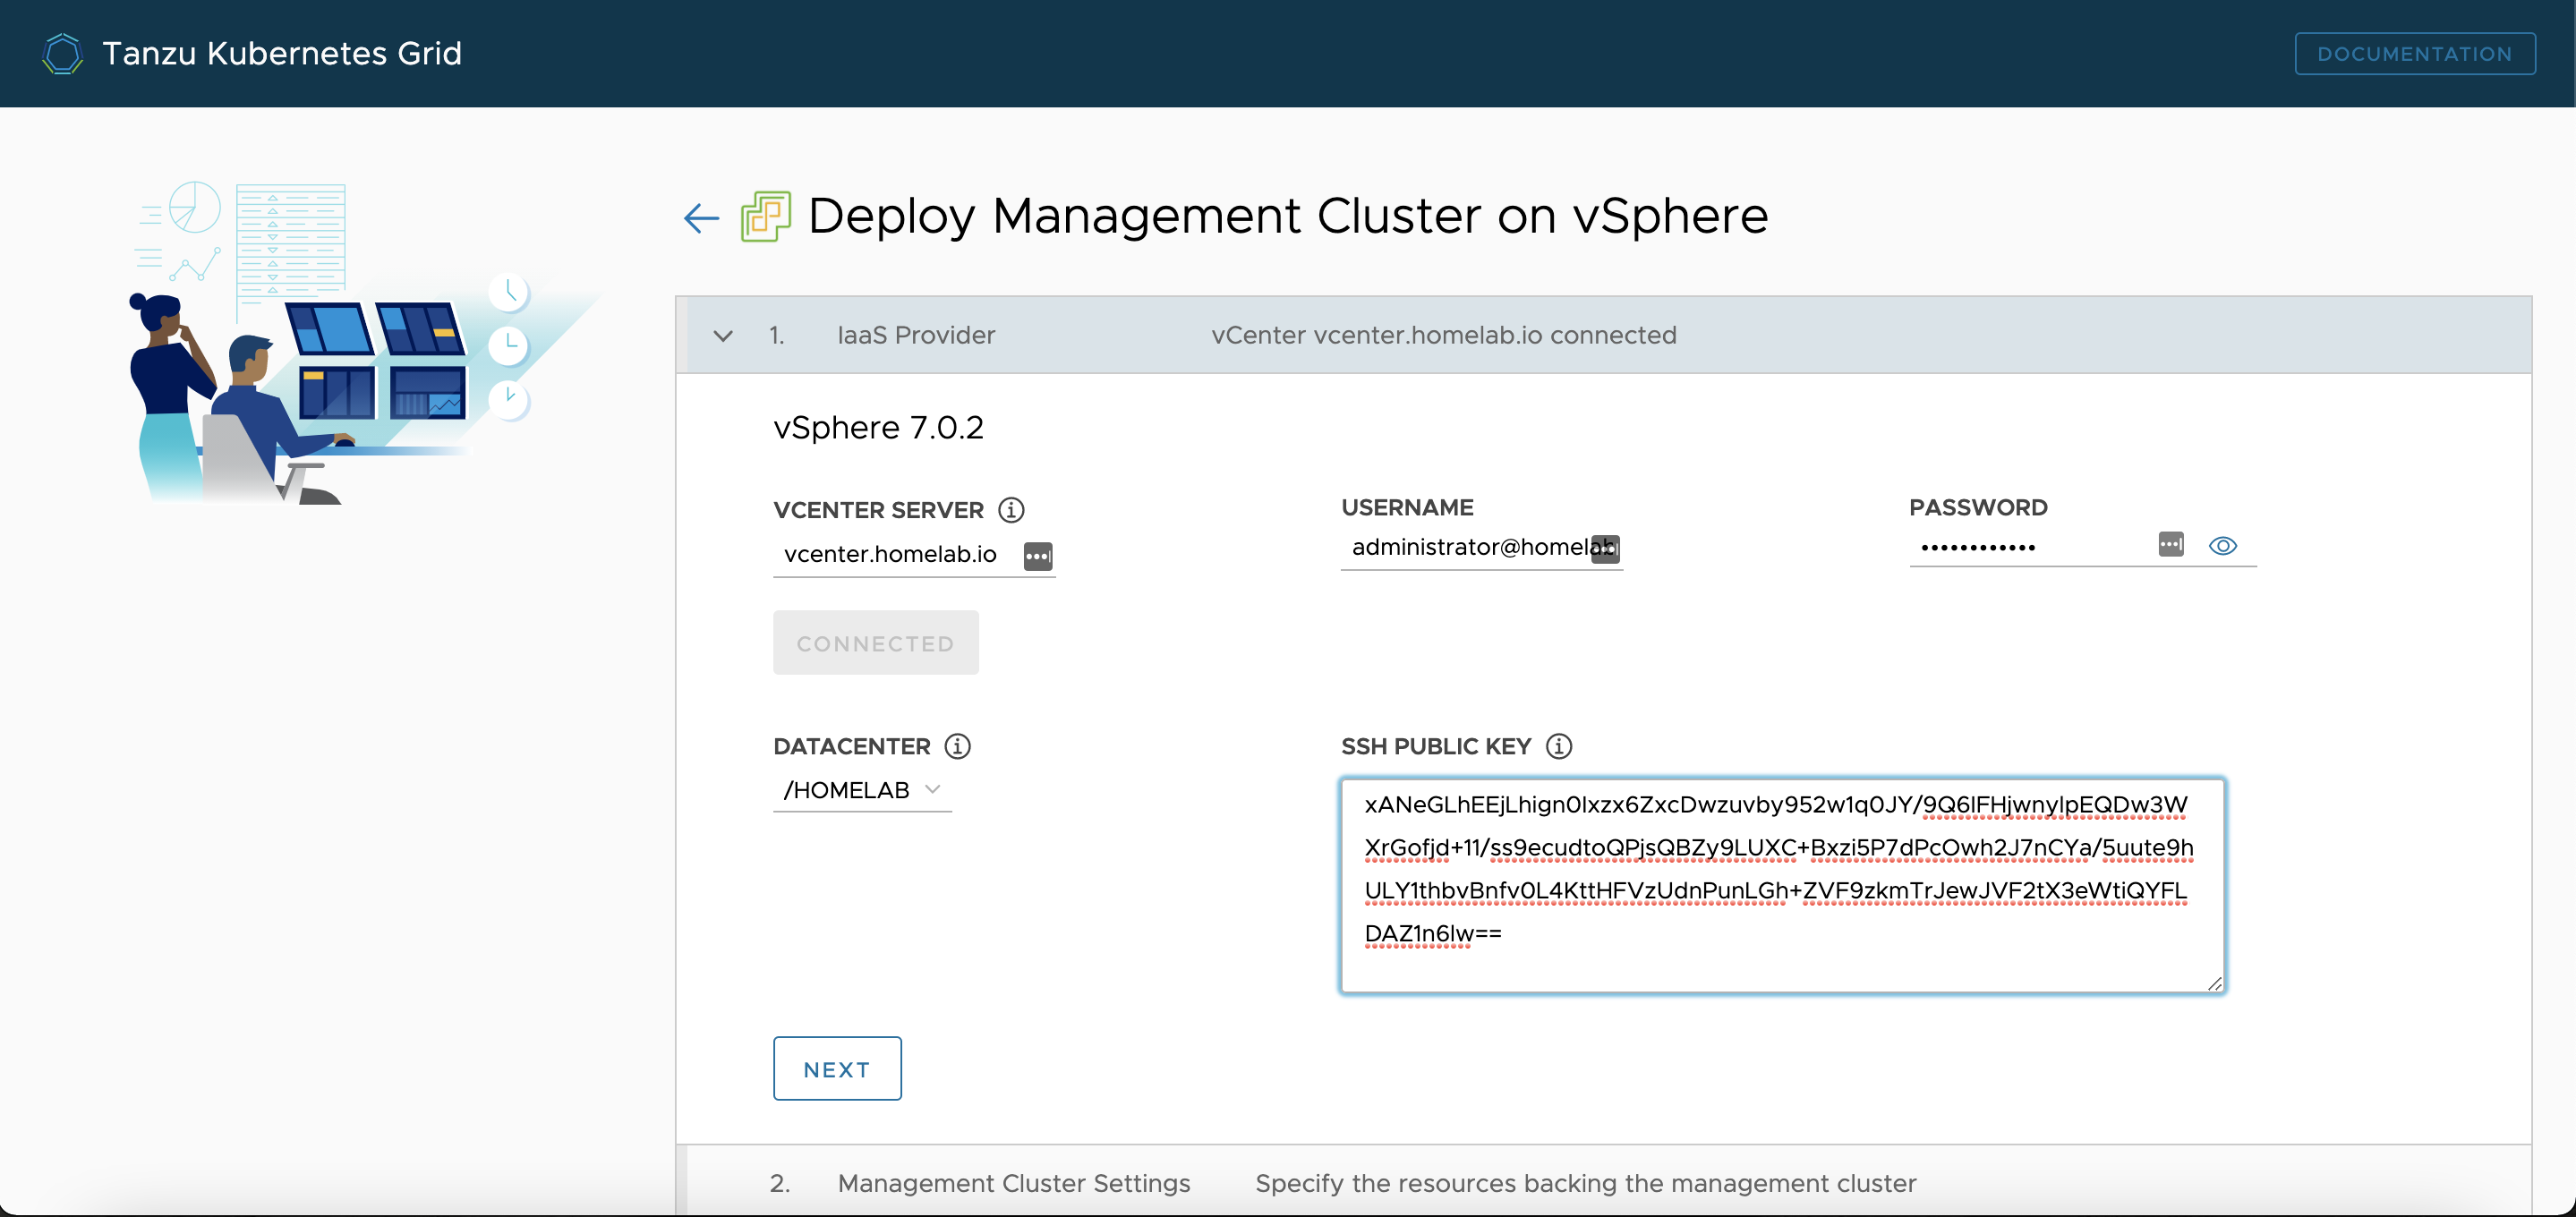 Tanzu Kubernetes Grid
DOCUMENTATION
Deploy Management Cluster on vSphere
1. IaaS Provider vCenter vcenter.homelab.io connected
vSphere 7.0.2
VCENTER SERVER USERNAME PASSWORD
vcenter.homelab.io administrator@homelab ••••••••••••
CONNECTED
DATACENTER SSH PUBLIC KEY
/HOMELAB
xANeGLhEEjLhign0Ixzx6ZxcDwzuvby952w1q0JY/9Q6lFHjwnylpEQDw3W
XrGofjd+11/ss9ecudtoQPjsQBZy9LUXC+Bxzi5P7dPcOwh2J7nCYa/5uute9h
ULY1thbvBnfv0L4KttHFVzUdnPunLGh+ZVF9zkmTrJewJVF2tX3eWtiQYFL
DAZ1n6lw==
NEXT
2. Management Cluster Settings Specify the resources backing the management cluster